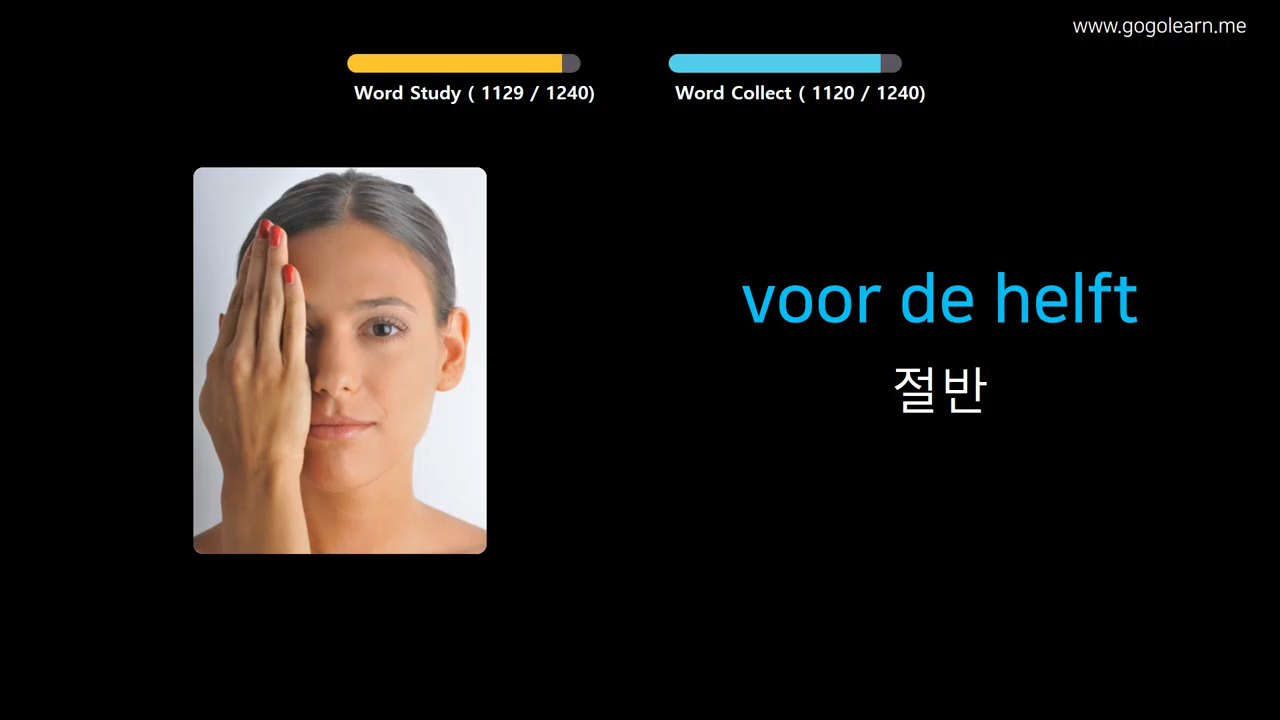 www.gogolearn.me
Word Study ( 1129 / 1240)
Word Collect ( 1120 / 1240)
voor de helft
절반